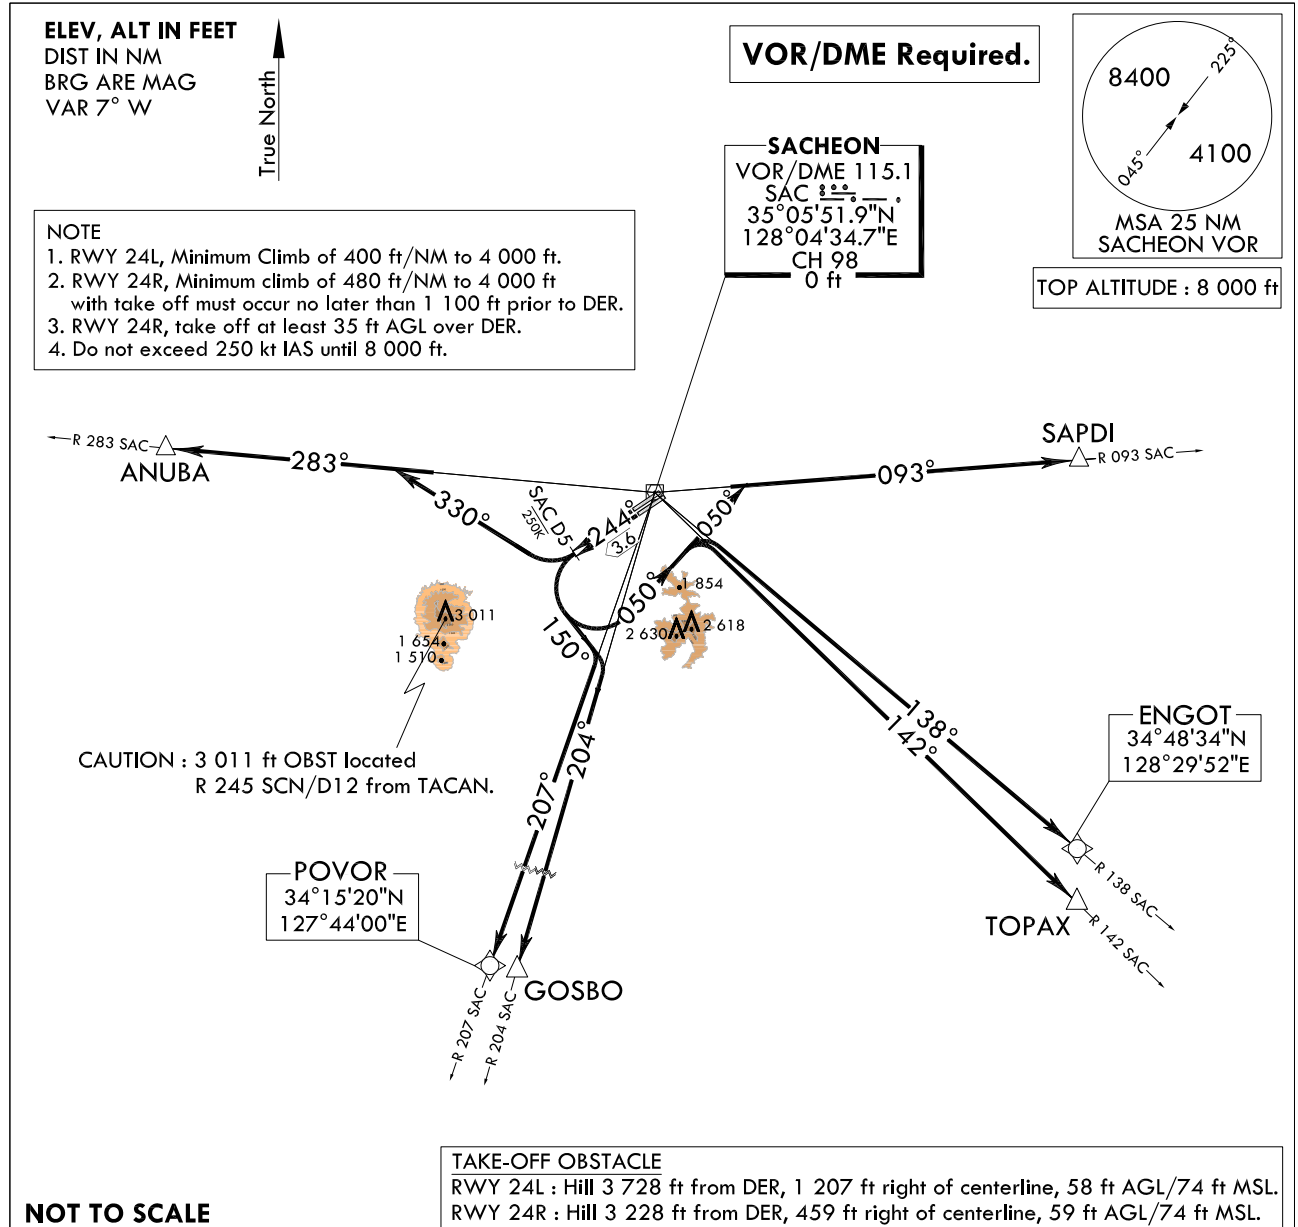 ELEV, ALT IN FEET
DIST IN NM
BRG ARE MAG
VAR 7° W
True North
VOR/DME Required.
8400
4100
225°
045°
MSA 25 NM
SACHEON VOR
TOP ALTITUDE : 8 000 ft
SACHEON
VOR/DME 115.1
SAC
35°05'51.9"N
128°04'34.7"E
CH 98
0 ft
NOTE
1. RWY 24L, Minimum Climb of 400 ft/NM to 4 000 ft.
2. RWY 24R, Minimum climb of 480 ft/NM to 4 000 ft
with take off must occur no later than 1 100 ft prior to DER.
3. RWY 24R, take off at least 35 ft AGL over DER.
4. Do not exceed 250 kt IAS until 8 000 ft.
R 283 SAC
ANUBA
283°
330°
SAC D5
250K
244°
3.6
050°
093°
SAPDI
R 093 SAC
050°
1 854
2 630
2 618
3 011
1 654
1 510
150°
CAUTION : 3 011 ft OBST located
R 245 SCN/D12 from TACAN.
207°
204°
138°
142°
ENGOT
34°48'34"N
128°29'52"E
R 138 SAC
TOPAX
R 142 SAC
POVOR
34°15'20"N
127°44'00"E
GOSBO
R 207 SAC
R 204 SAC
TAKE-OFF OBSTACLE
RWY 24L : Hill 3 728 ft from DER, 1 207 ft right of centerline, 58 ft AGL/74 ft MSL.
RWY 24R : Hill 3 228 ft from DER, 459 ft right of centerline, 59 ft AGL/74 ft MSL.
NOT TO SCALE